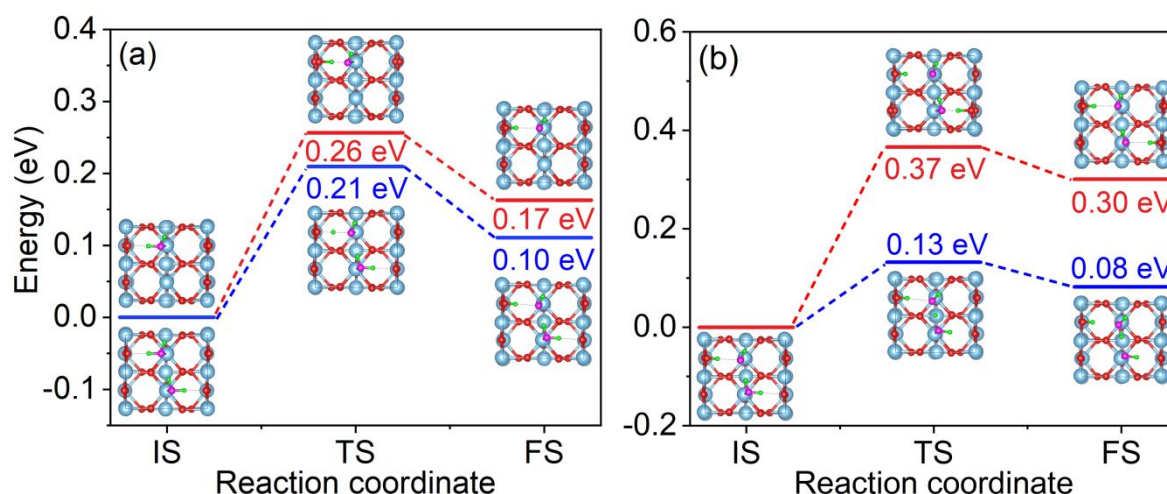 (a)
Energy (eV)
0.4
0.3
0.2
0.1
0.0
-0.1
0.26 eV
0.21 eV
0.17 eV
0.10 eV
IS
TS
FS
Reaction coordinate
(b)
0.6
0.4
0.2
0.0
-0.2
0.37 eV
0.30 eV
0.13 eV
0.08 eV
IS
TS
FS
Reaction coordinate